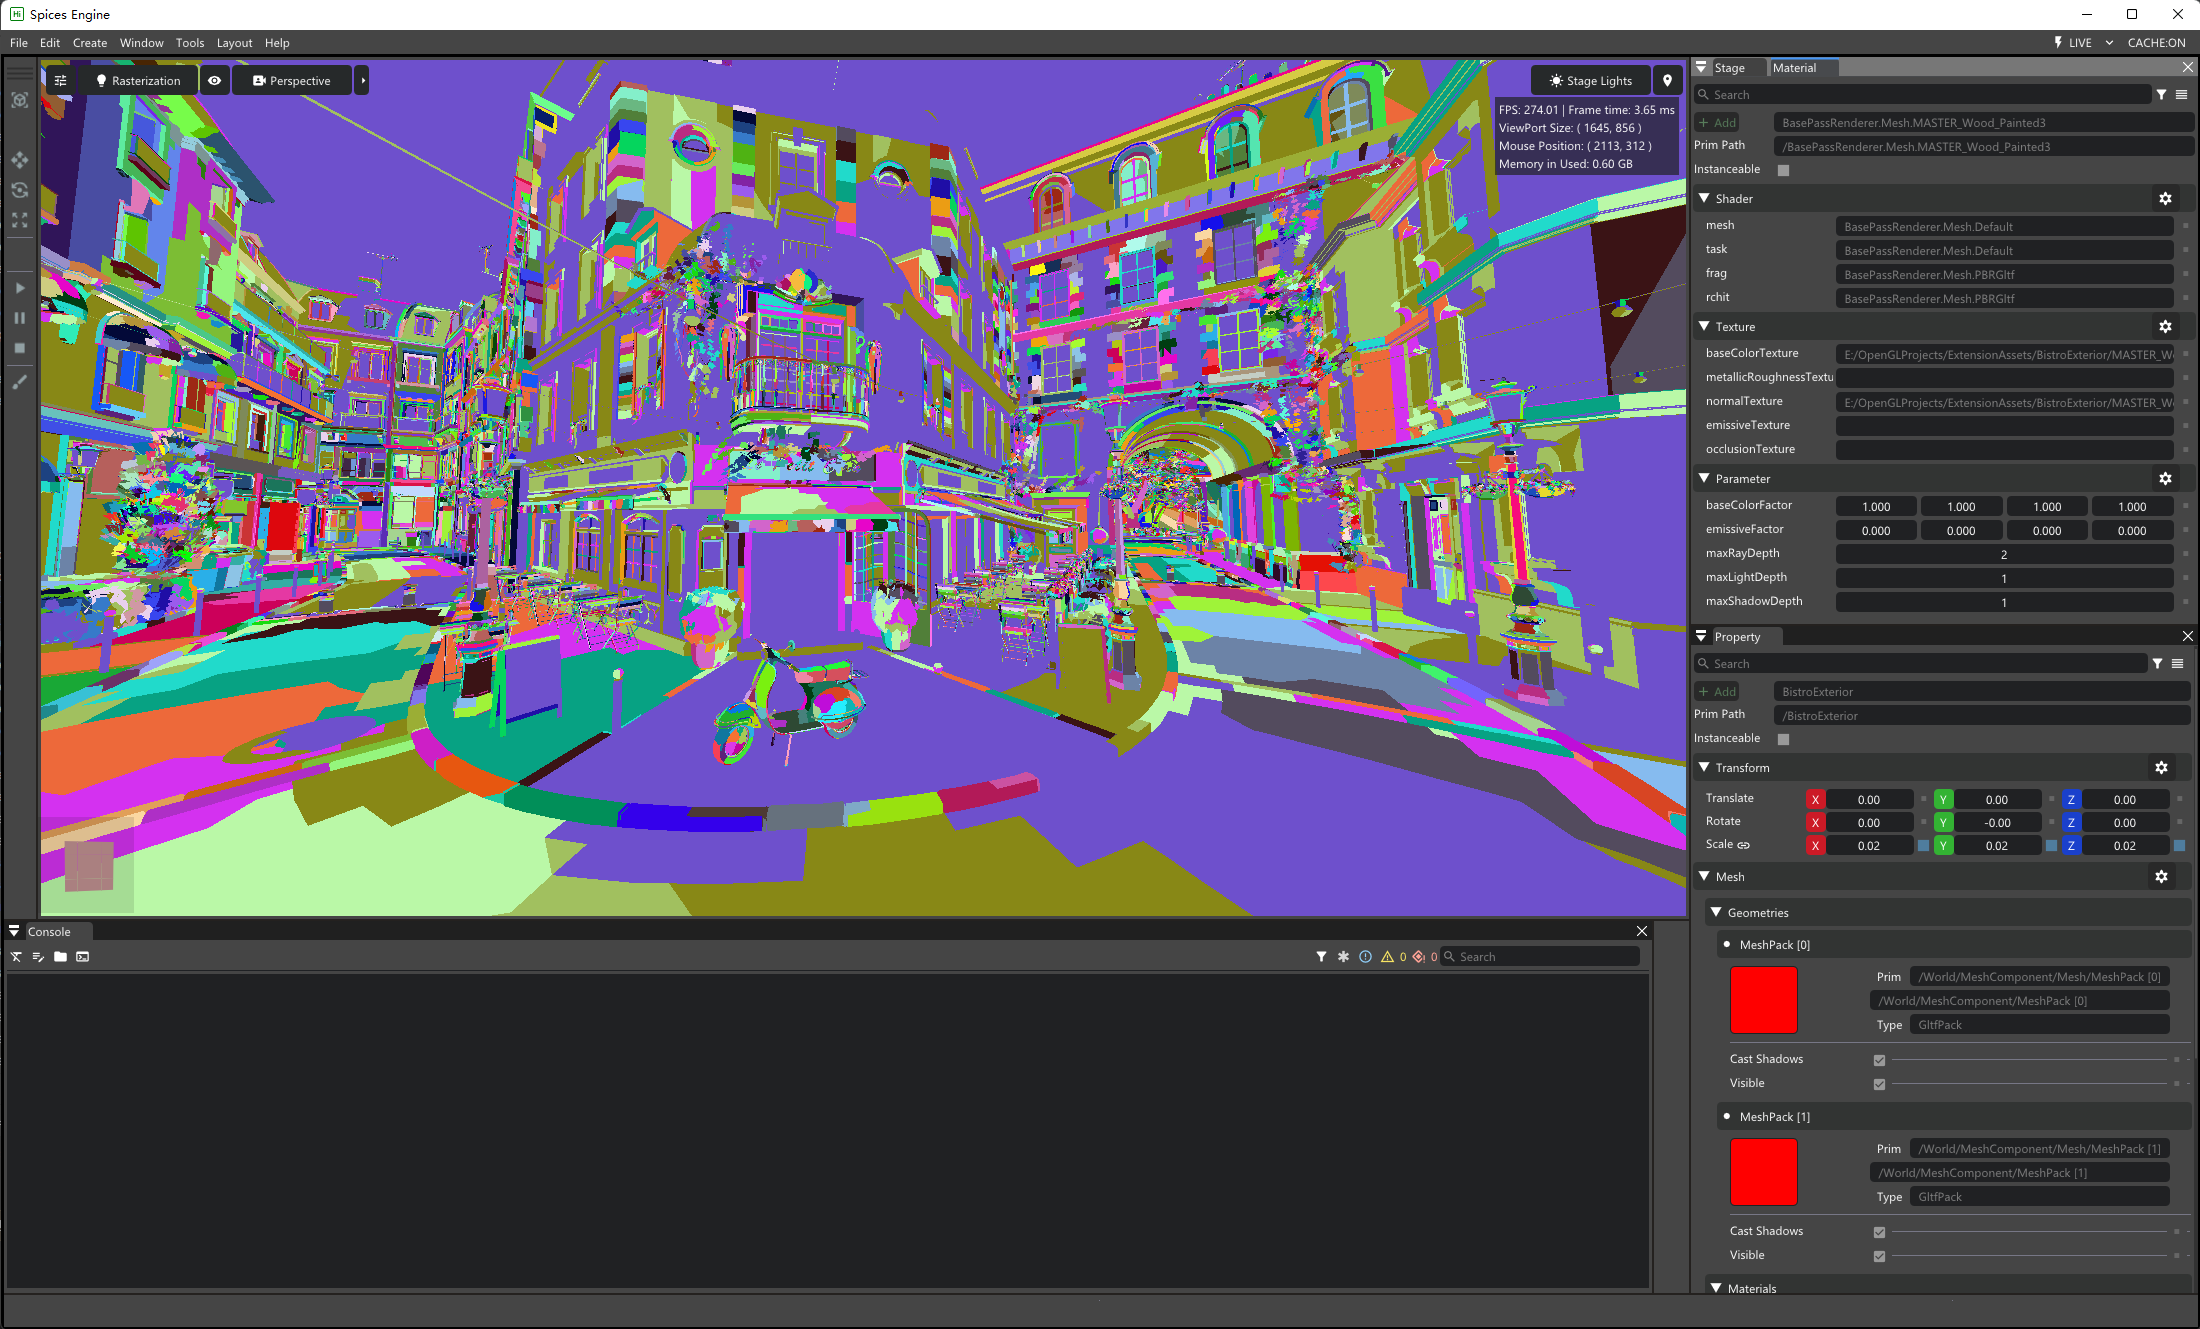 Spices Engine
File Edit Create Window Tools Layout Help
LIVE CACHE:ON
Rasterization
Perspective
Stage Lights
FPS: 274.01 | Frame time: 3.65 ms
ViewPort Size: ( 1645, 856 )
Mouse Position: ( 2113, 312 )
Memory in Used: 0.60 GB
Stage Material
Search
+ Add BasePassRenderer.Mesh.MASTER_Wood_Painted3
Prim Path /BasePassRenderer.Mesh.MASTER_Wood_Painted3
Instanceable
Shader
mesh BasePassRenderer.Mesh.Default
task BasePassRenderer.Mesh.Default
frag BasePassRenderer.Mesh.PBRGltf
rchit BasePassRenderer.Mesh.PBRGltf
Texture
baseColorTexture E:/OpenGLProjects/ExtensionAssets/BistroExterior/MASTER_W
metallicRoughnessTextu
normalTexture E:/OpenGLProjects/ExtensionAssets/BistroExterior/MASTER_W
emissiveTexture
occlusionTexture
Parameter
baseColorFactor 1.000 1.000 1.000 1.000
emissiveFactor 0.000 0.000 0.000 0.000
maxRayDepth 2
maxLightDepth 1
maxShadowDepth 1
Property
Search
+ Add BistroExterior
Prim Path /BistroExterior
Instanceable
Transform
Translate X 0.00 Y 0.00 Z 0.00
Rotate X 0.00 Y -0.00 Z 0.00
Scale X 0.02 Y 0.02 Z 0.02
Mesh
Geometries
MeshPack [0]
Prim /World/MeshComponent/Mesh/MeshPack [0]
/World/MeshComponent/MeshPack [0]
Type GltfPack
Cast Shadows
Visible
MeshPack [1]
Prim /World/MeshComponent/Mesh/MeshPack [1]
/World/MeshComponent/MeshPack [1]
Type GltfPack
Cast Shadows
Visible
Materials
Console
0 0 Search